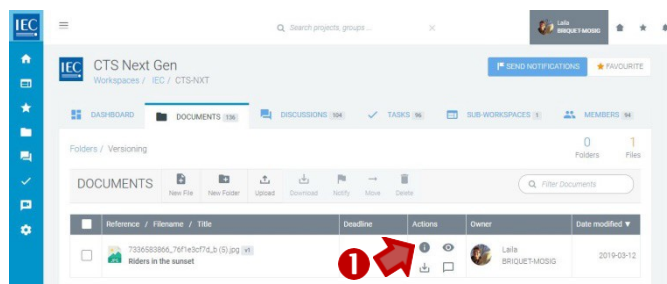 IEC
Search projects, groups...
Laila
BRIQUET-MOSIG
IEC
CTS Next Gen
Workspaces / IEC / CTS-NXT
SEND NOTIFICATIONS
FAVOURITE
DASHBOARD
DOCUMENTS 136
DISCUSSIONS 104
TASKS 96
SUB-WORKSPACES 1
MEMBERS 94
Folders / Versioning
0 Folders
1 Files
DOCUMENTS
New File
New Folder
Upload
Download
Notify
Move
Delete
Filter Documents
Reference / Filename / Title
Deadline
Actions
Owner
Date modified ▼
7336583866_76f1e3cf7d_b (5).jpg v1
Riders in the sunset
1
Laila
BRIQUET-MOSIG
2019-03-12